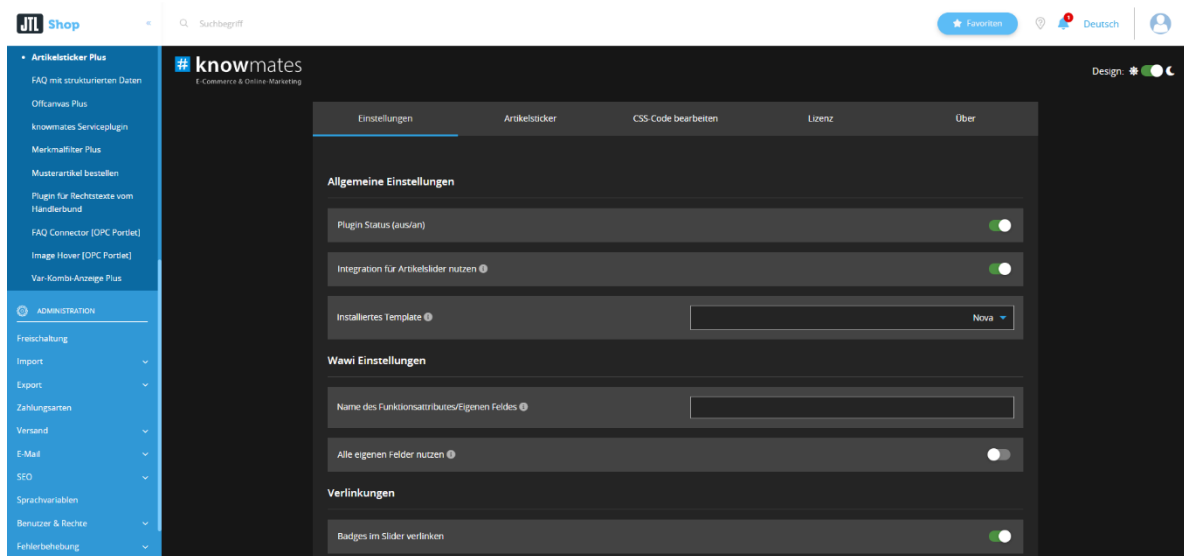 JTL Shop
«
Suchbegriff
★ Favoriten
1
Deutsch
• Artikelsticker Plus
FAQ mit strukturierten Daten
Offcanvas Plus
knowmates Serviceplugin
Merkmalfilter Plus
Musterartikel bestellen
Plugin für Rechtstexte vom
Händlerbund
FAQ Connector [OPC Portlet]
Image Hover [OPC Portlet]
Var-Kombi-Anzeige Plus
ADMINISTRATION
Freischaltung
Import
Export
Zahlungsarten
Versand
E-Mail
SEO
Sprachvariablen
Benutzer & Rechte
Fehlerbehebung
# knowmates
E-Commerce & Online-Marketing
Design:
Einstellungen
Artikelsticker
CSS-Code bearbeiten
Lizenz
Über
Allgemeine Einstellungen
Plugin Status (aus/an)
Integration für Artikelslider nutzen
Installiertes Template
Nova
Wawi Einstellungen
Name des Funktionsattributes/Eigenen Feldes
Alle eigenen Felder nutzen
Verlinkungen
Badges im Slider verlinken